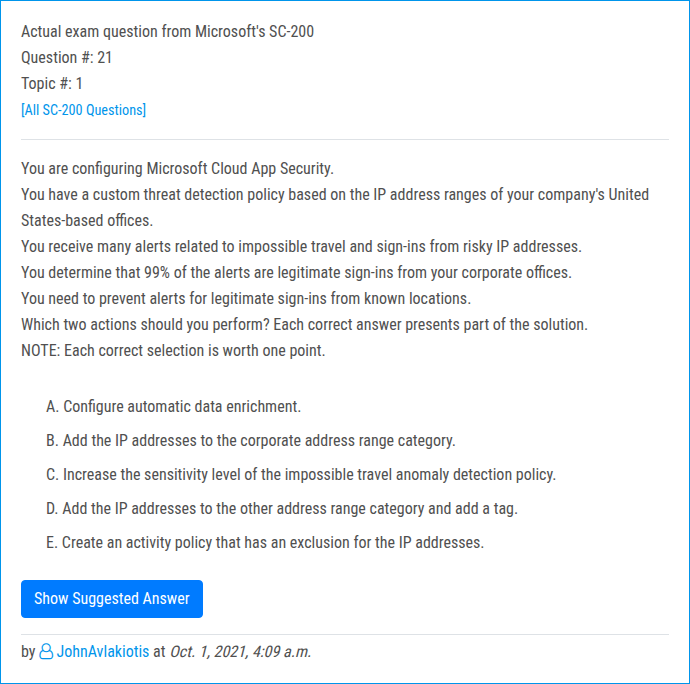 Actual exam question from Microsoft's SC-200
Question #: 21
Topic #: 1
[All SC-200 Questions]
You are configuring Microsoft Cloud App Security.
You have a custom threat detection policy based on the IP address ranges of your company's United
States-based offices.
You receive many alerts related to impossible travel and sign-ins from risky IP addresses.
You determine that 99% of the alerts are legitimate sign-ins from your corporate offices.
You need to prevent alerts for legitimate sign-ins from known locations.
Which two actions should you perform? Each correct answer presents part of the solution.
NOTE: Each correct selection is worth one point.
A. Configure automatic data enrichment.
B. Add the IP addresses to the corporate address range category.
C. Increase the sensitivity level of the impossible travel anomaly detection policy.
D. Add the IP addresses to the other address range category and add a tag.
E. Create an activity policy that has an exclusion for the IP addresses.
Show Suggested Answer
by JohnAvlakiotis at Oct. 1, 2021, 4:09 a.m.